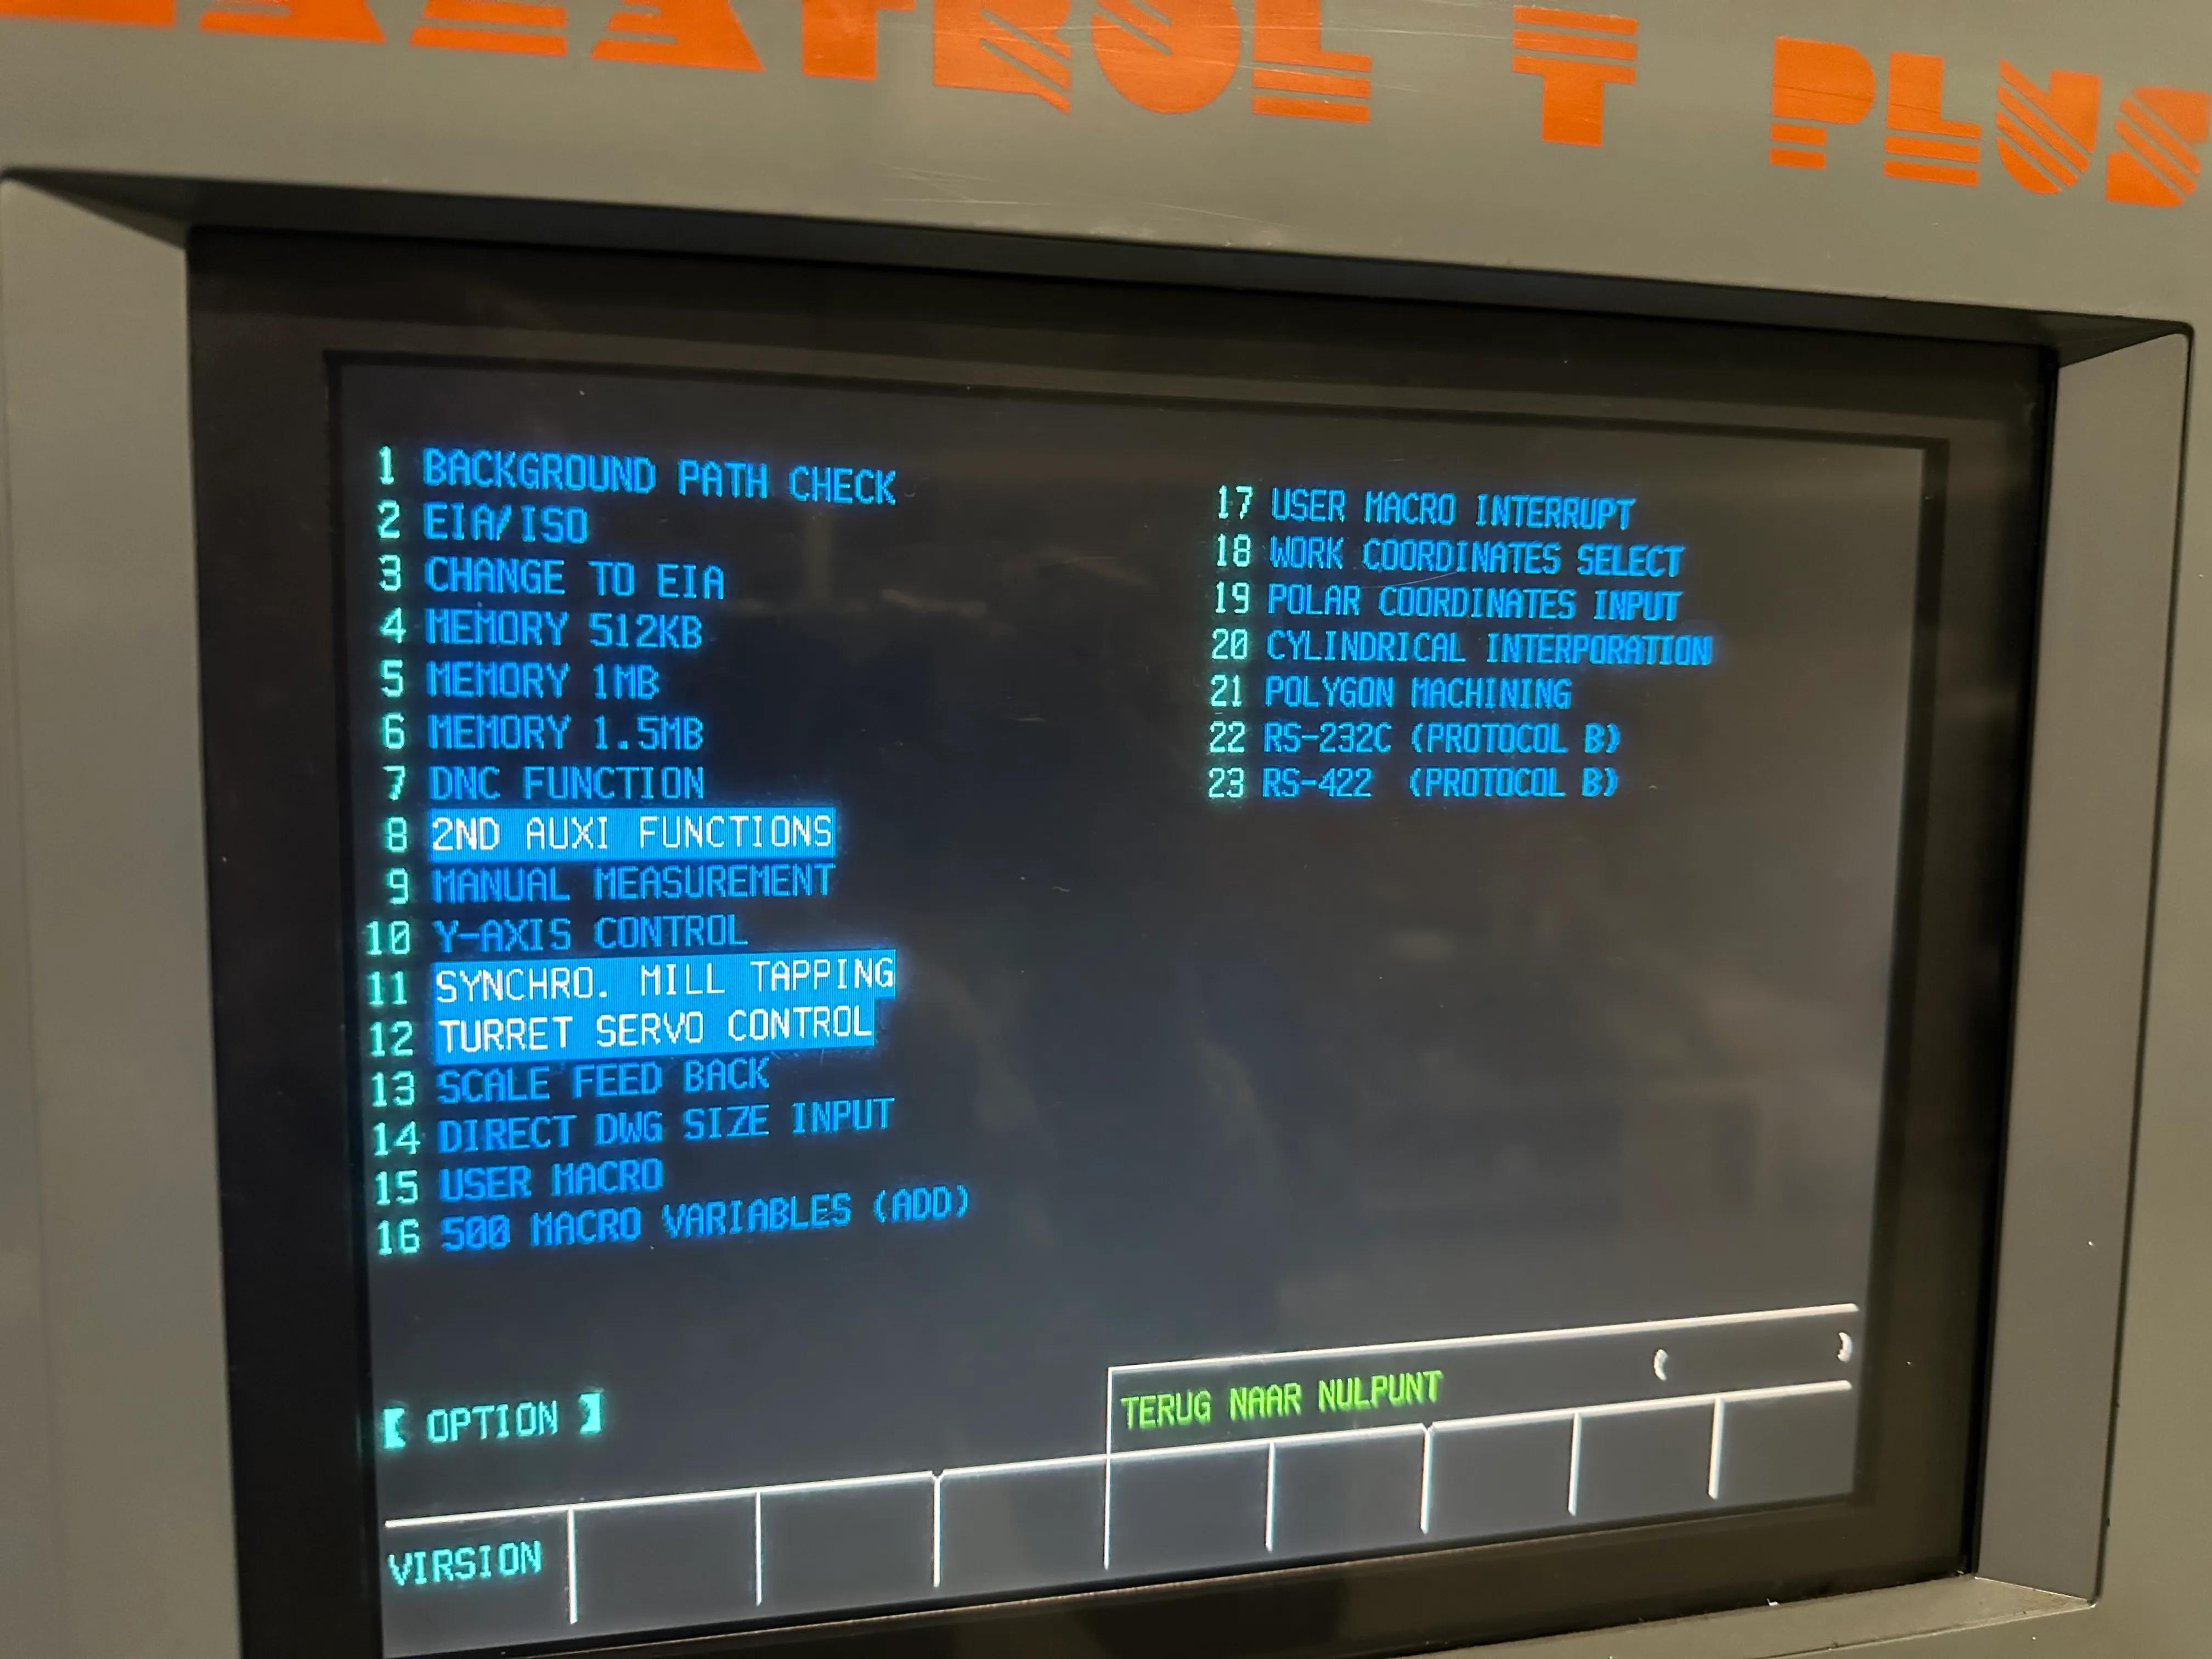 MAZATROL T PLUS
1 BACKGROUND PATH CHECK
2 EIA/ISO
3 CHANGE TO EIA
4 MEMORY 512KB
5 MEMORY 1MB
6 MEMORY 1.5MB
7 DNC FUNCTION
8 2ND AUXI FUNCTIONS
9 MANUAL MEASUREMENT
10 Y-AXIS CONTROL
11 SYNCHRO. MILL TAPPING
12 TURRET SERVO CONTROL
13 SCALE FEED BACK
14 DIRECT DWG SIZE INPUT
15 USER MACRO
16 500 MACRO VARIABLES (ADD)
17 USER MACRO INTERRUPT
18 WORK COORDINATES SELECT
19 POLAR COORDINATES INPUT
20 CYLINDRICAL INTERPORATION
21 POLYGON MACHINING
22 RS-232C (PROTOCOL B)
23 RS-422 (PROTOCOL B)
【 OPTION 】
TERUG NAAR NULPUNT ( )
VIRSION